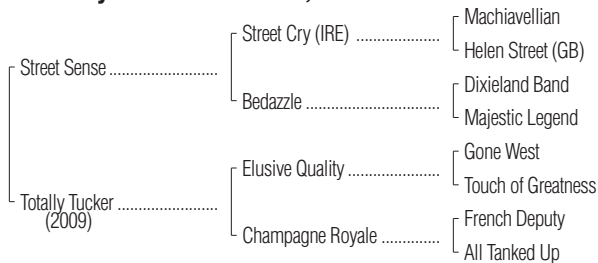 Machiavellian
Street Cry (IRE) ....................
Helen Street (GB)
Street Sense ..........................
Dixieland Band
Bedazzle ................................
Majestic Legend
Gone West
Elusive Quality ......................
Touch of Greatness
Totally Tucker ........................
(2009)
French Deputy
Champagne Royale ..............
All Tanked Up